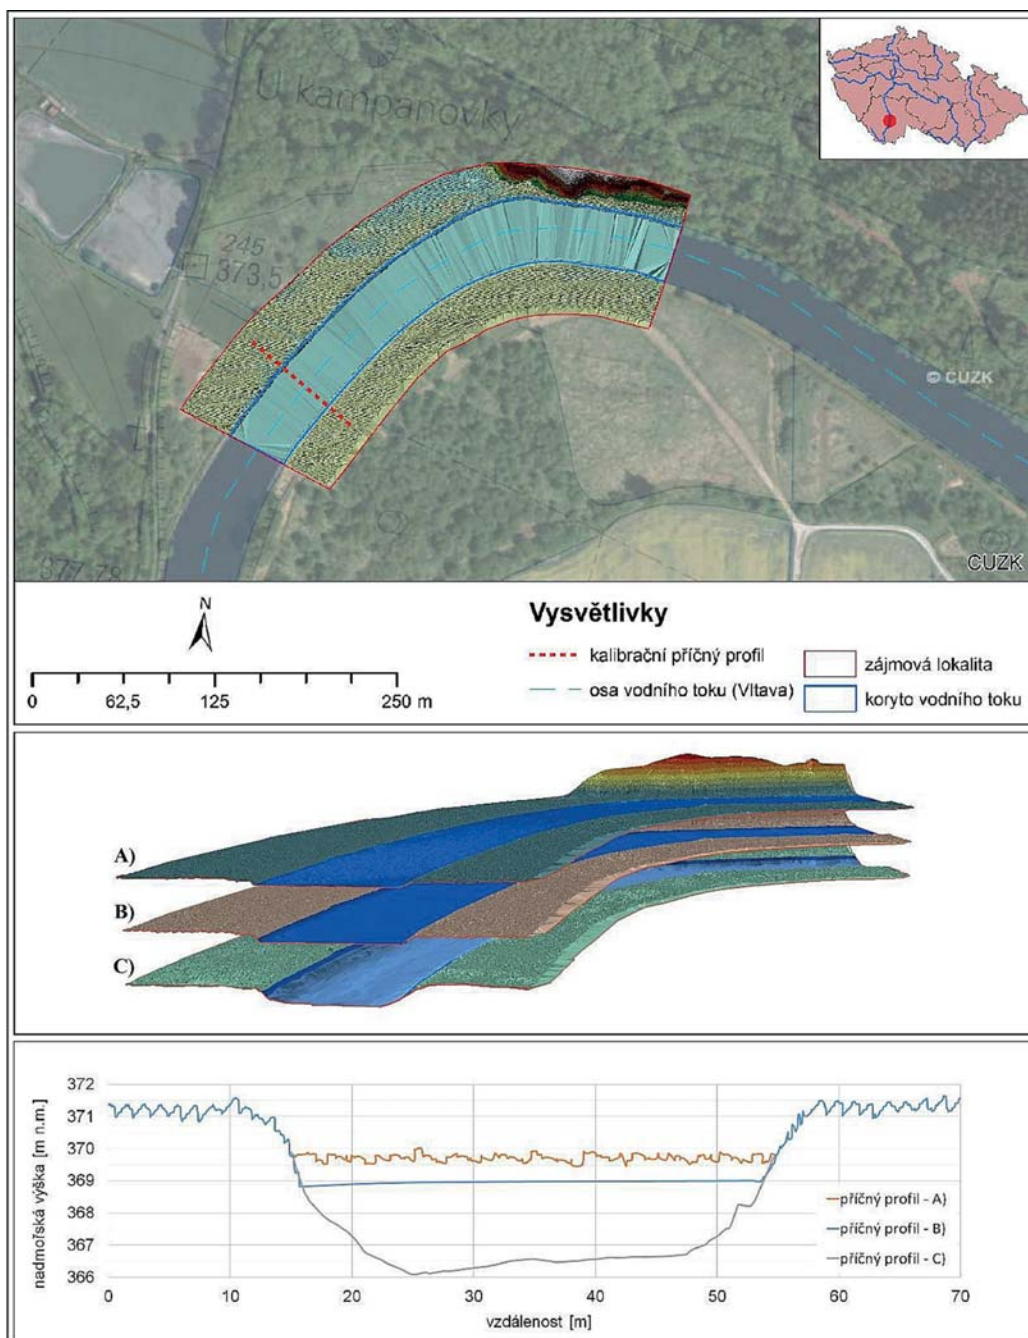 U kampanovky
245
373,5
377,78
© CUZK
CUZK
N
0 62,5 125 250 m
Vysvětlivky
kalibrační příčný profil
osa vodního toku (Vltava)
zájmová lokalita
koryto vodního toku
A)
B)
C)
nadmořská výška [m n.m.]
372
371
370
369
368
367
366
příčný profil - A)
příčný profil - B)
příčný profil - C)
0 10 20 30 40 50 60 70
vzdálenost [m]